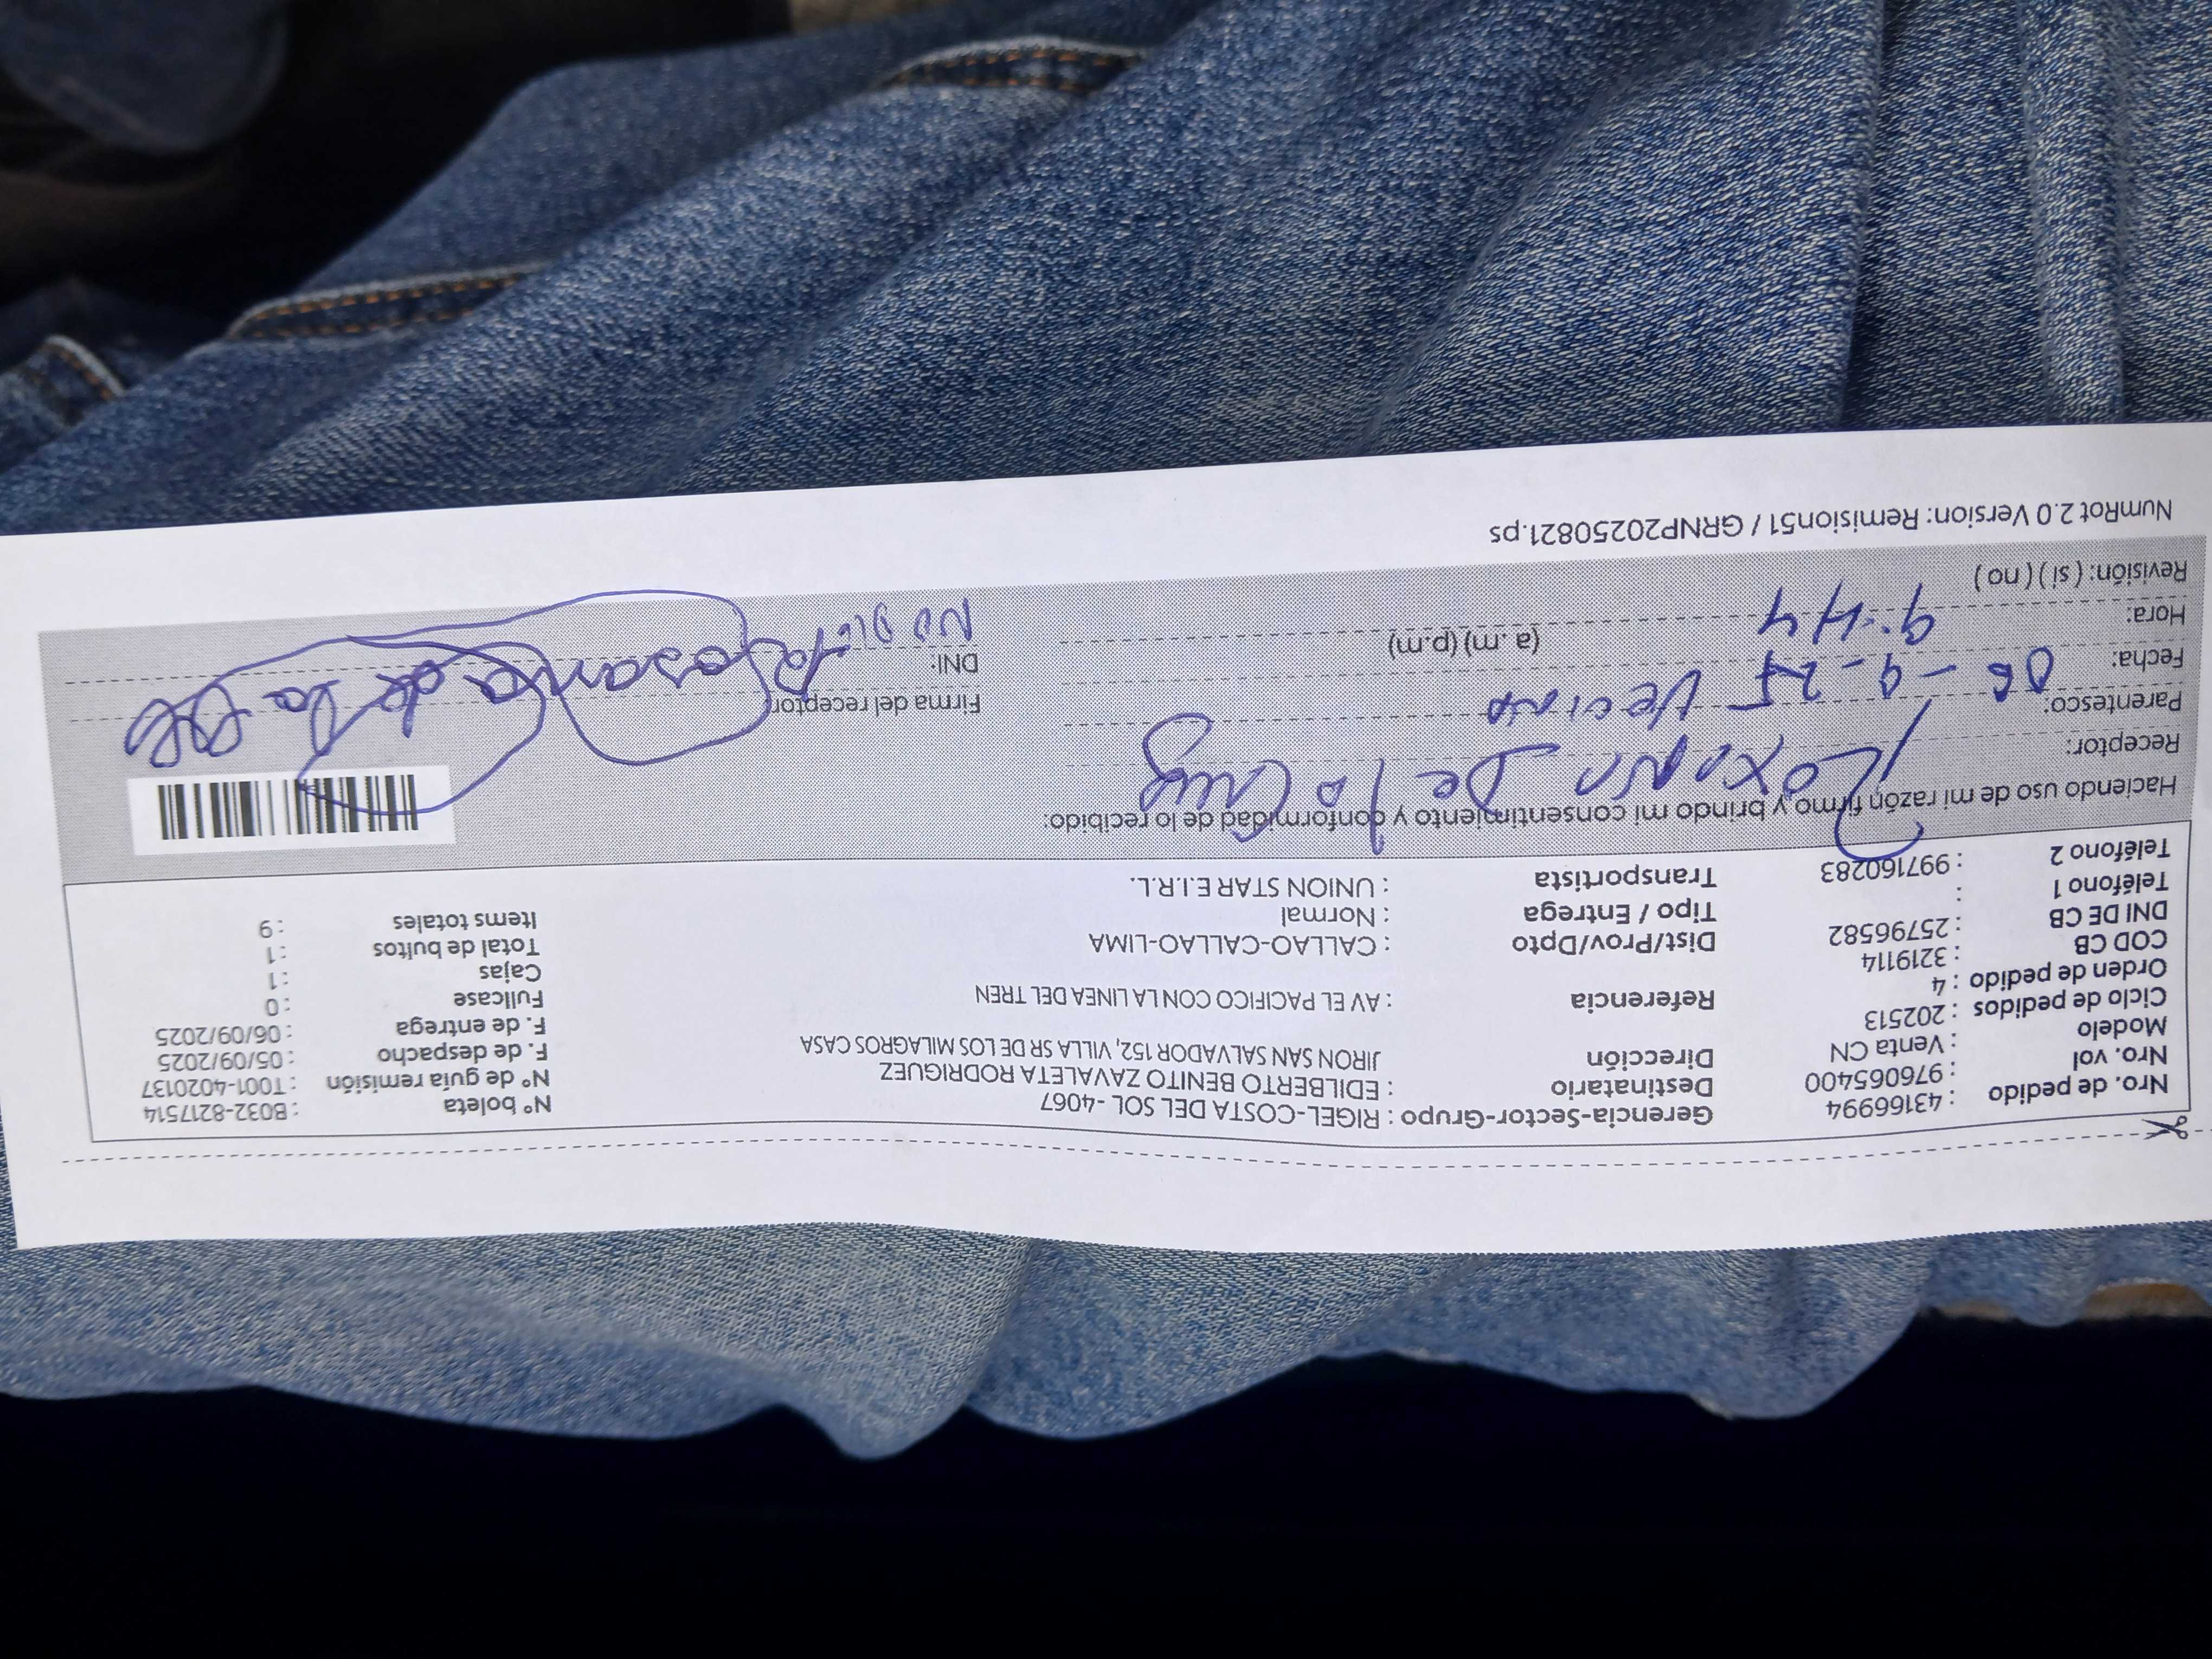 Nro. de pedido : 43166994
Nro. vol : 976065400
Modelo : Venta CN
Ciclo de pedidos : 202513
Orden de pedido : 4
COD CB : 3219114
DNI DE CB : 25796582
Teléfono 1 :
Teléfono 2 : 997160283
Gerencia-Sector-Grupo : RIGEL-COSTA DEL SOL -4067
Destinatario : EDILBERTO BENITO ZAVALETA RODRIGUEZ
Dirección JIRON SAN SALVADOR 152, VILLA SR DE LOS MILAGROS CASA
Referencia : AV EL PACIFICO CON LA LINEA DEL TREN
Dist/Prov/Dpto : CALLAO-CALLAO-LIMA
Tipo / Entrega : Normal
Transportista : UNION STAR E.I.R.L.
N° boleta : B032-8217514
N° de guía remisión : T001-4020137
F. de despacho : 05/09/2025
F. de entrega : 06/09/2025
Fullcase : 0
Cajas : 1
Total de bultos : 1
Items totales : 9
Haciendo uso de mi razón firmo y brindo mi consentimiento y conformidad de lo recibido:
Receptor: De la Cruz
Parentesco: Vecina
Fecha: 06-9-25
Hora: 9:44 (a.m) (p.m)
Revisión: ( si ) ( no )
Firma del receptor: de la
DNI: NO DIO
NumRot 2.0 Version: Remision51 / GRNP20250821.ps